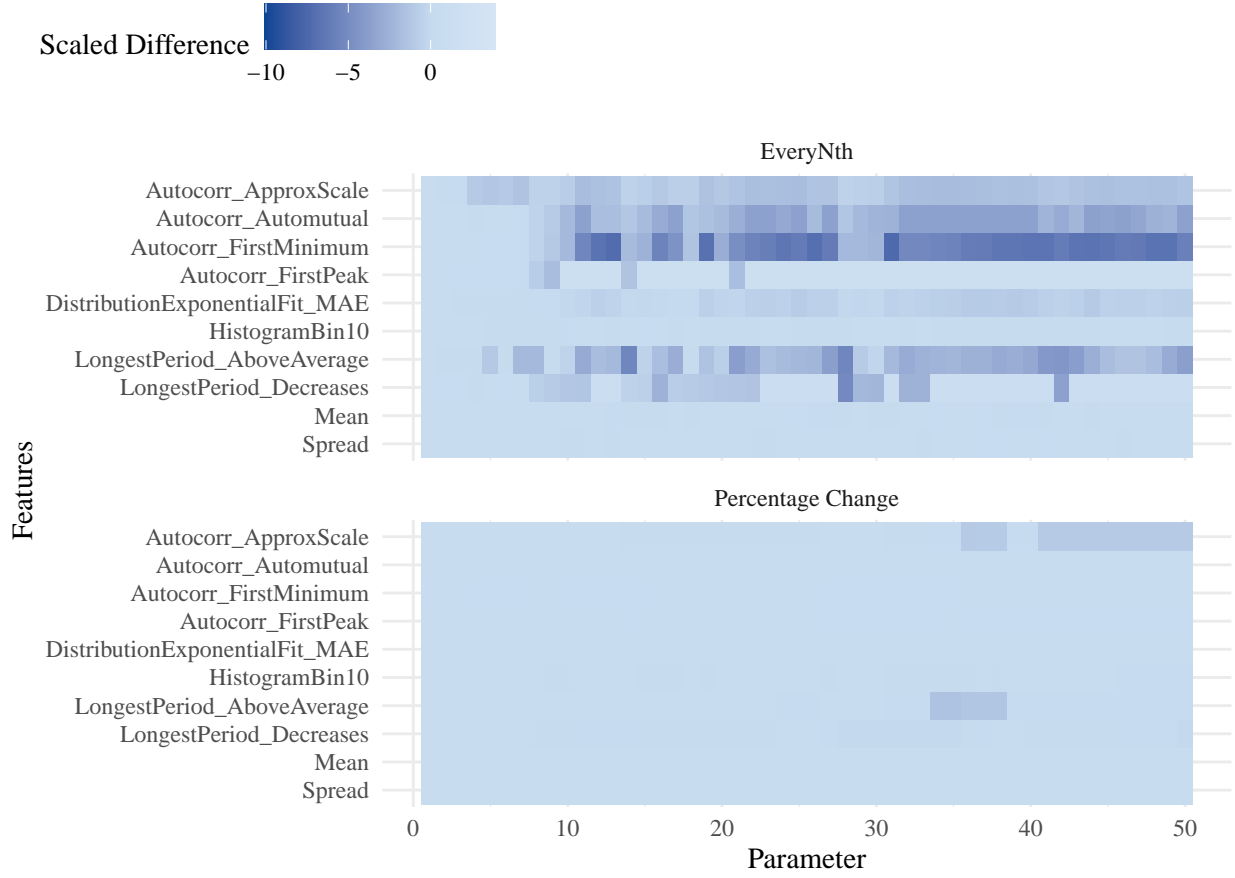 Scaled Difference
−10 −5 0
EveryNth
Autocorr_ApproxScale
Autocorr_Automutual
Autocorr_FirstMinimum
Autocorr_FirstPeak
DistributionExponentialFit_MAE
HistogramBin10
LongestPeriod_AboveAverage
LongestPeriod_Decreases
Mean
Spread
Features
Percentage Change
Autocorr_ApproxScale
Autocorr_Automutual
Autocorr_FirstMinimum
Autocorr_FirstPeak
DistributionExponentialFit_MAE
HistogramBin10
LongestPeriod_AboveAverage
LongestPeriod_Decreases
Mean
Spread
0 10 20 30 40 50
Parameter